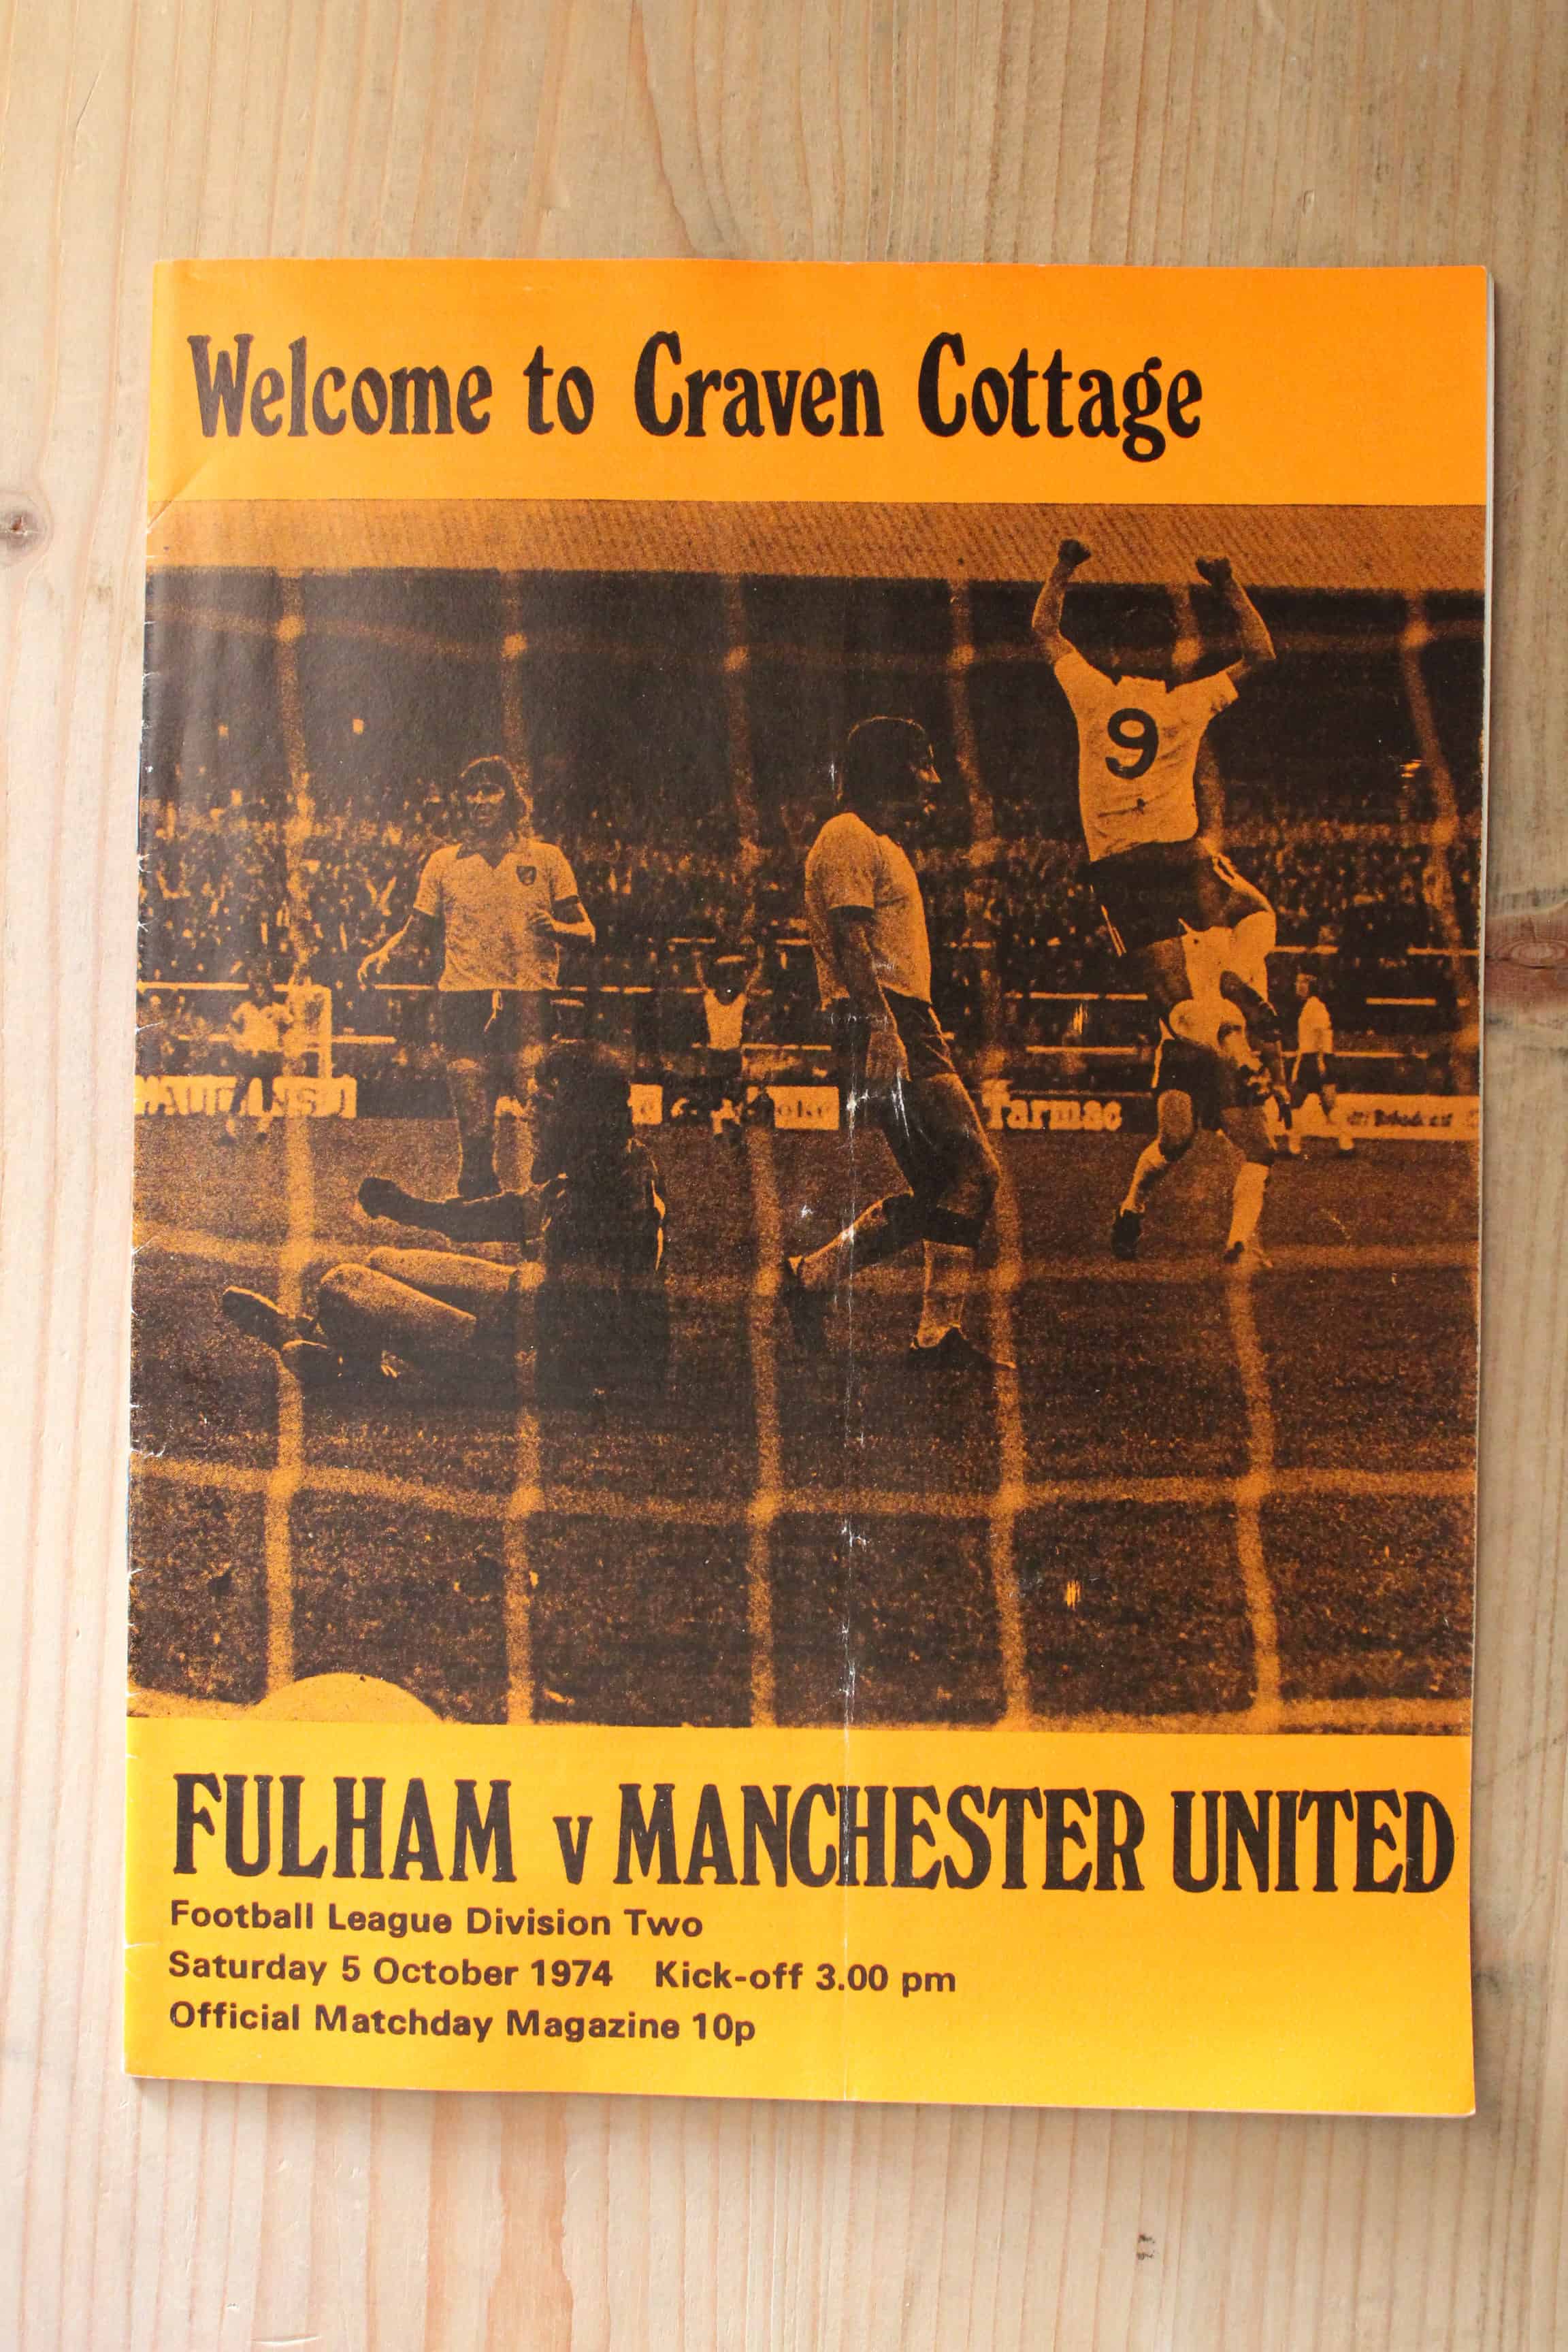 Welcome to Craven Cottage
9
Tarmac
FULHAM v MANCHESTER UNITED
Football League Division Two
Saturday 5 October 1974 Kick-off 3.00 pm
Official Matchday Magazine 10p